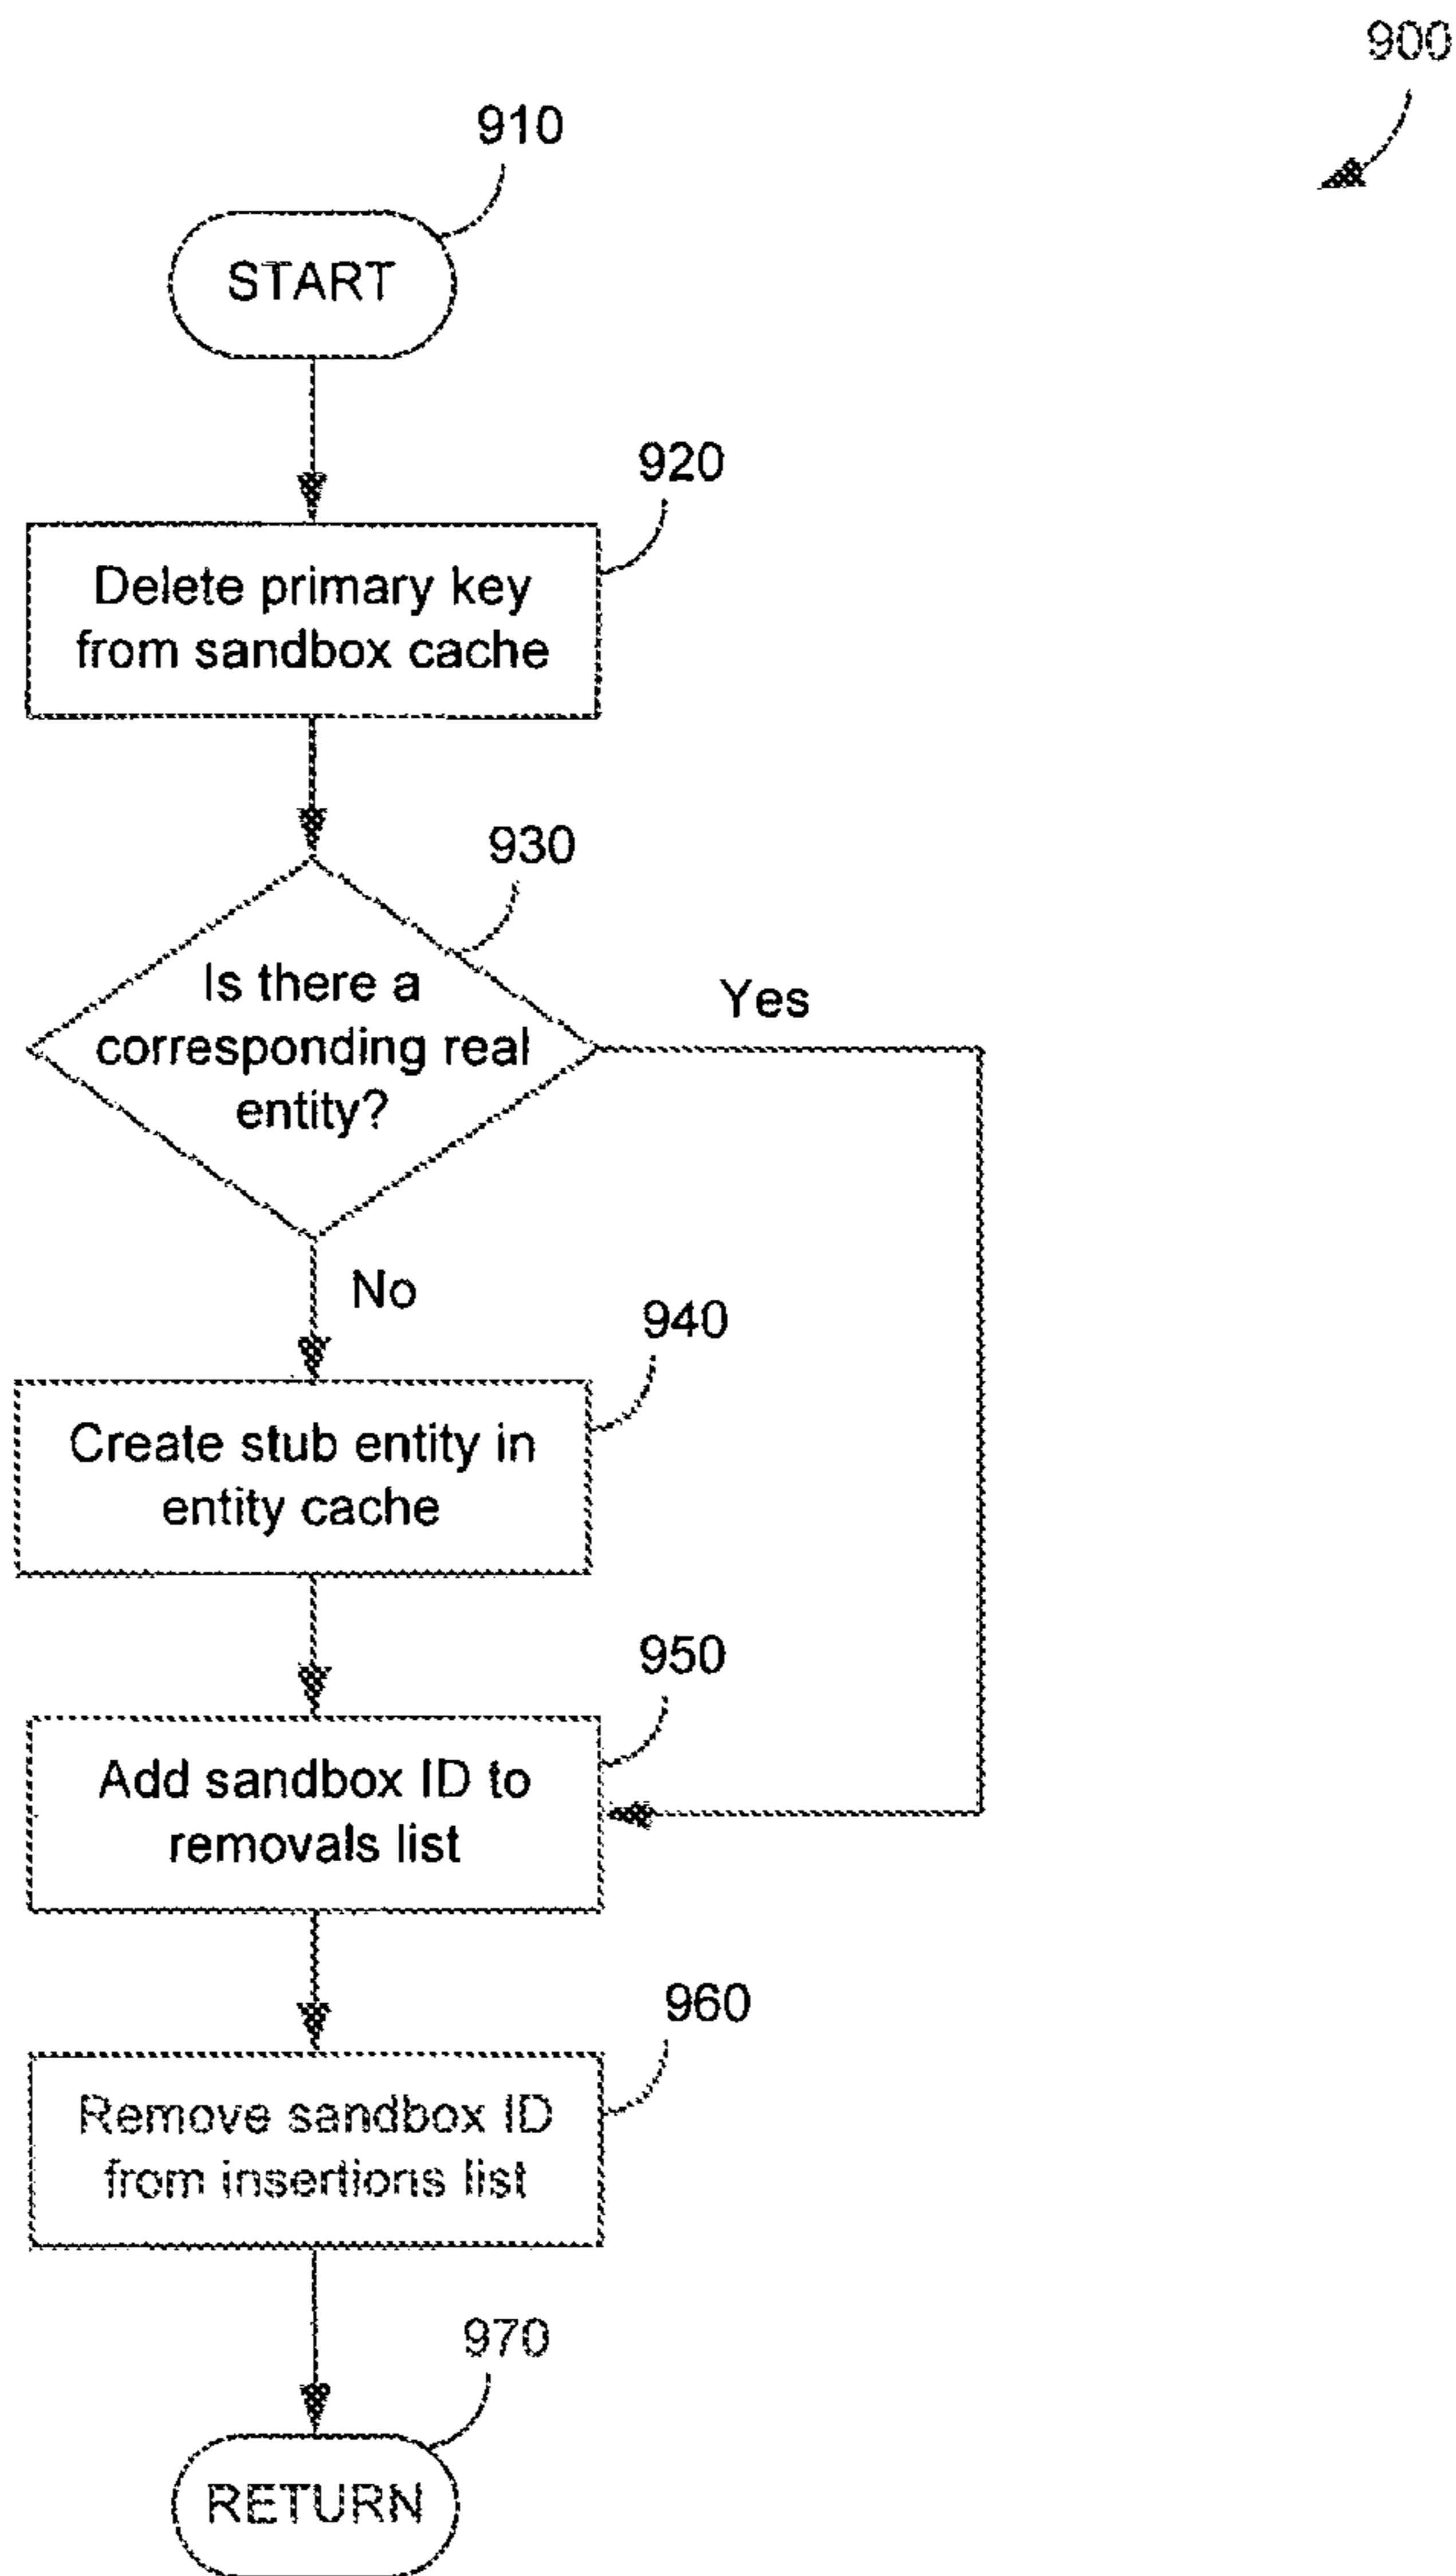 900
910
START
920
Delete primary key
from sandbox cache
930
Is there a
corresponding real
entity?
Yes
No
940
Create stub entity in
entity cache
950
Add sandbox ID to
removals list
960
Remove sandbox ID
from insertions list
970
RETURN